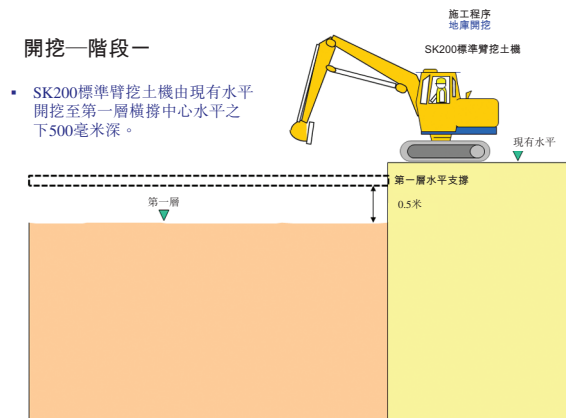 施工程序
地庫開挖
開挖—階段一
SK200標準臂挖土機
▪ SK200標準臂挖土機由現有水平
開挖至第一層橫撐中心水平之
下500毫米深。
現有水平
第一層水平支撐
第一層
0.5米